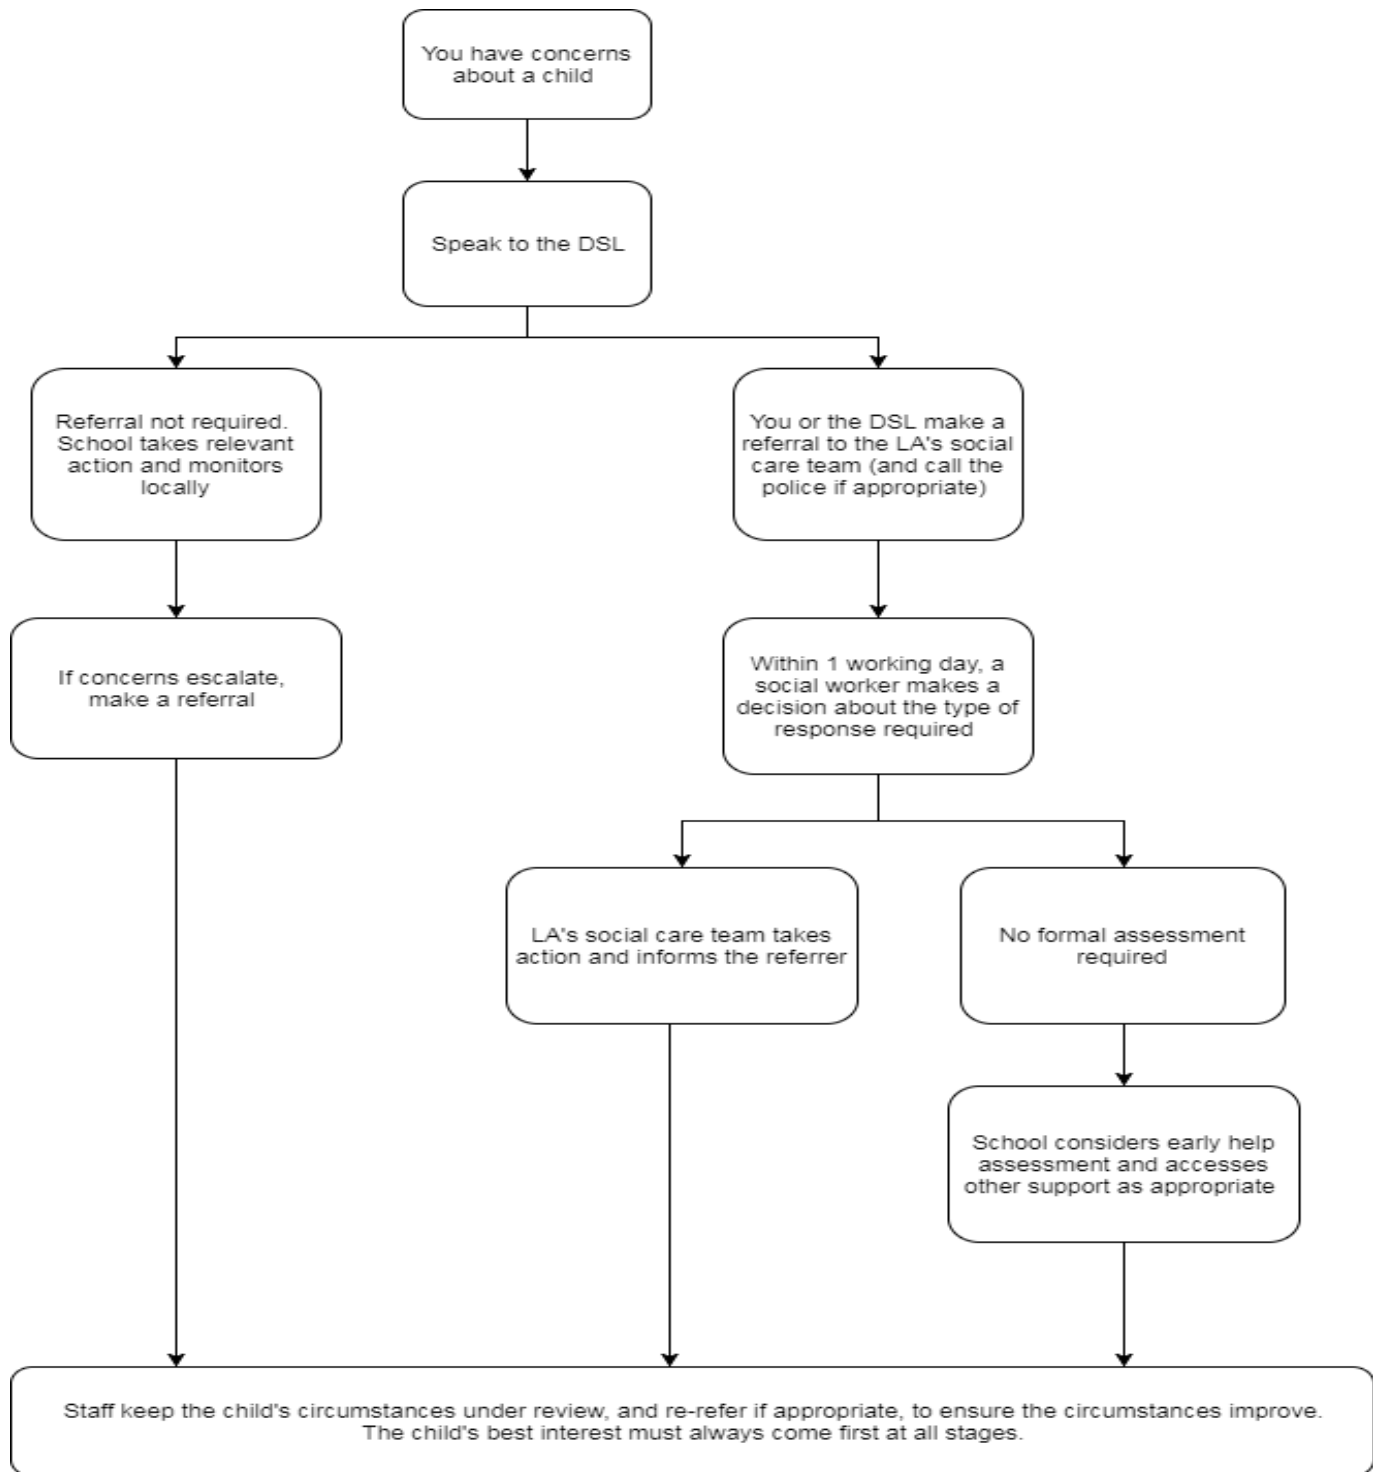 You have concerns
about a child
Speak to the DSL
Referral not required.
School takes relevant
action and monitors
locally
You or the DSL make a
referral to the LA's social
care team (and call the
police if appropriate)
If concerns escalate,
make a referral
Within 1 working day, a
social worker makes a
decision about the type of
response required
LA's social care team takes
action and informs the referrer
No formal assessment
required
School considers early help
assessment and accesses
other support as appropriate
Staff keep the child's circumstances under review, and re-refer if appropriate, to ensure the circumstances improve.
The child's best interest must always come first at all stages.